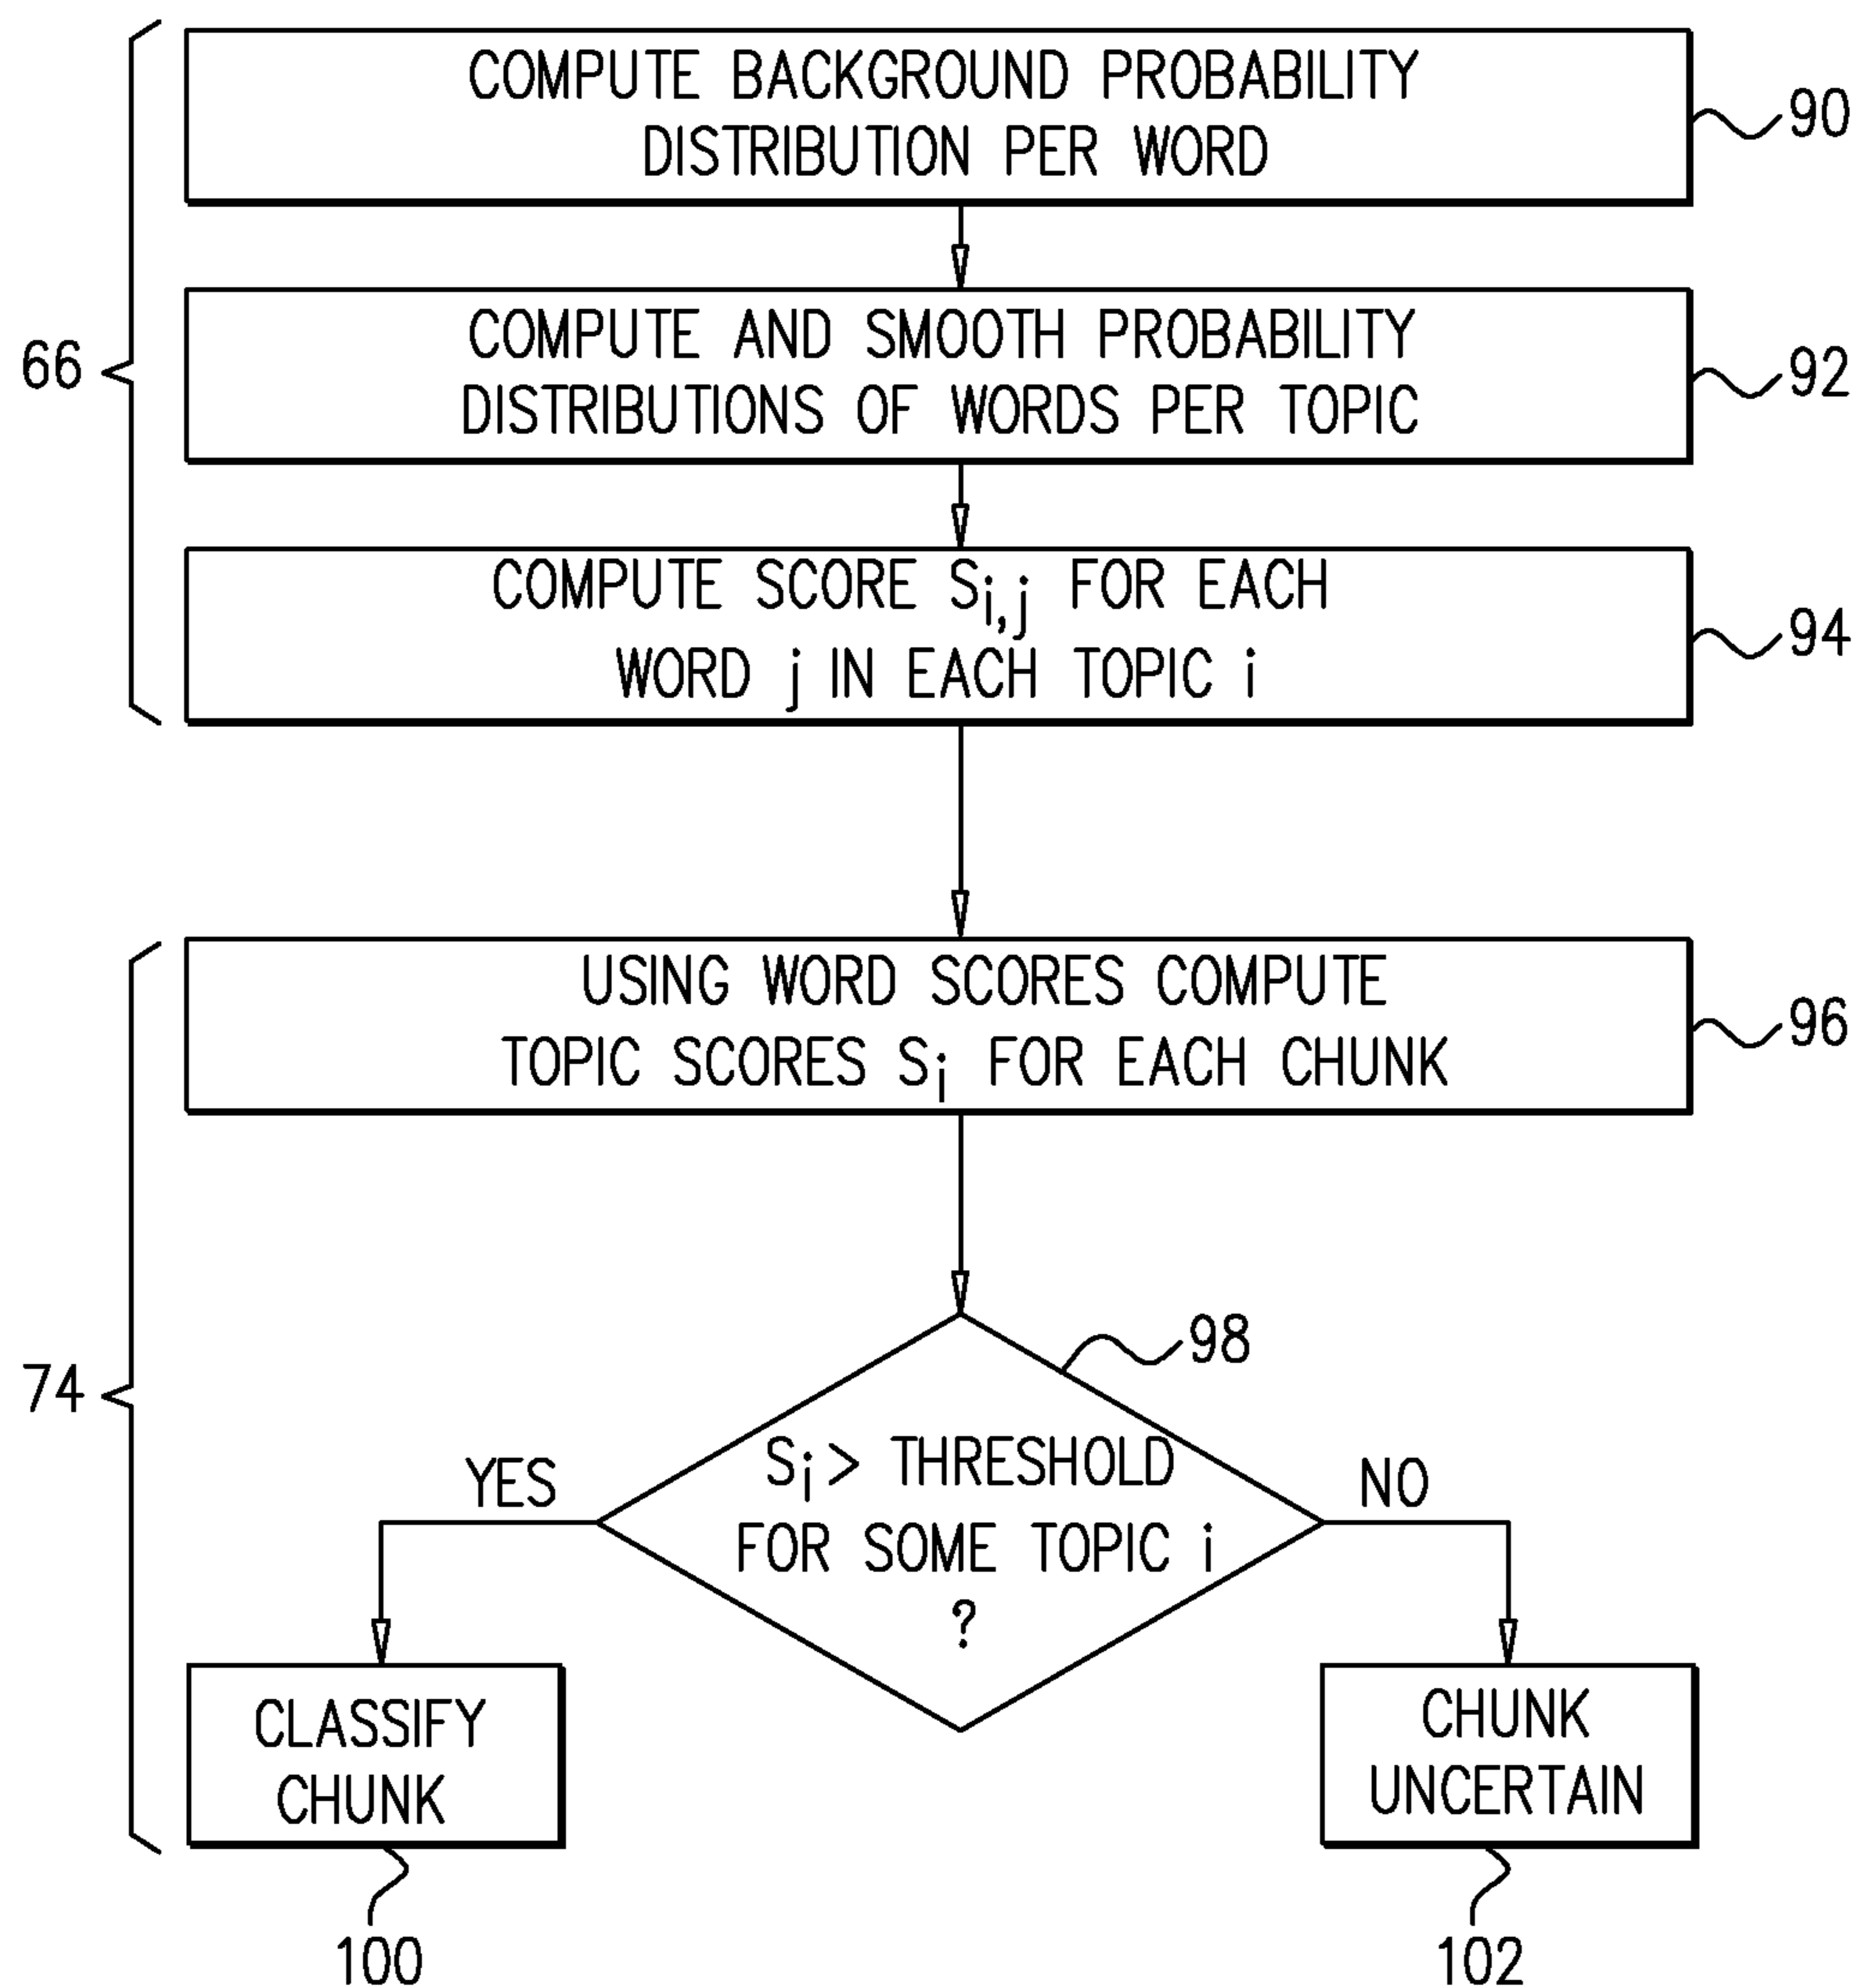 COMPUTE BACKGROUND PROBABILITY
DISTRIBUTION PER WORD
90
COMPUTE AND SMOOTH PROBABILITY
DISTRIBUTIONS OF WORDS PER TOPIC
92
66
COMPUTE SCORE Si,j FOR EACH
WORD j IN EACH TOPIC i
94
USING WORD SCORES COMPUTE
TOPIC SCORES Si FOR EACH CHUNK
96
74
98
Si > THRESHOLD
FOR SOME TOPIC i
?
YES
NO
CLASSIFY
CHUNK
CHUNK
UNCERTAIN
100
102